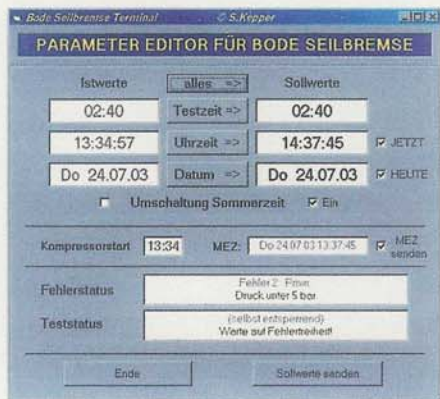 Bode Seilbremse Terminal © S.Kepper
PARAMETER EDITOR FÜR BODE SEILBREMSE
Istwerte alles => Sollwerte
02:40 Testzeit => 02:40
13:34:57 Uhrzeit => 14:37:45 JETZT
Do 24.07.03 Datum => Do 24.07.03 HEUTE
Umschaltung Sommerzeit Ein
Kompressorstart 13:34 MEZ: Do 24.07.03 13:37:45 MEZ
senden
Fehlerstatus Fehler 2
Druck unter 5 bar
Teststatus (selbst entsperrend)
Warte auf Fehlerfreiheit!
Ende Sollwerte senden